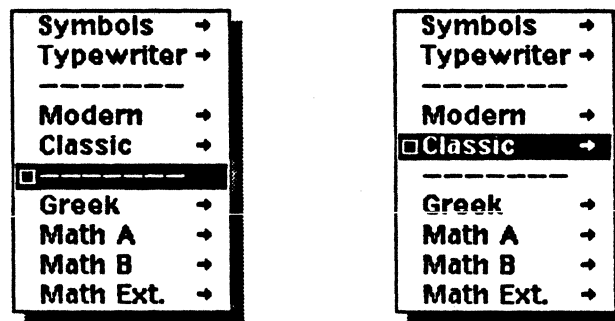 Symbols →
Typewriter →
-------
Modern →
Classic →
-------
Greek →
Math A →
Math B →
Math Ext. →
Symbols →
Typewriter →
-------
Modern →
Classic →
-------
Greek →
Math A →
Math B →
Math Ext. →